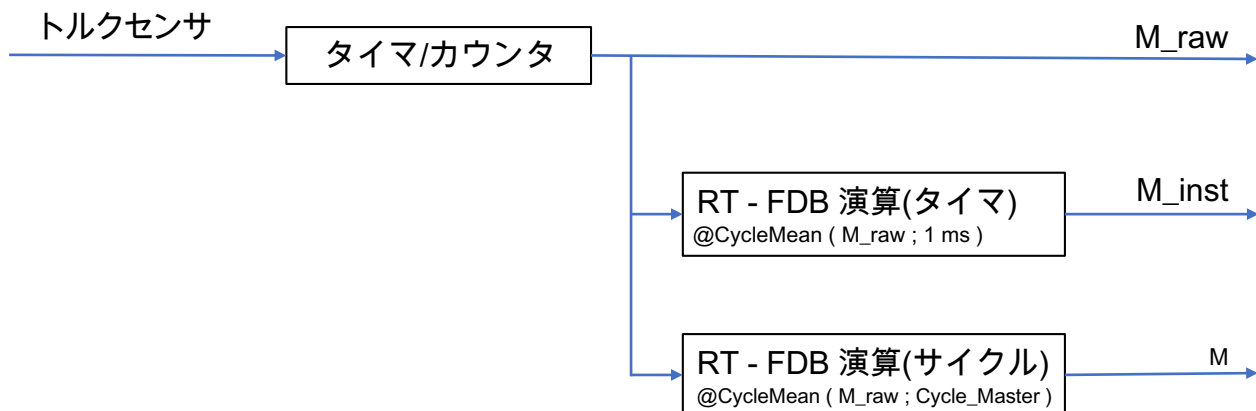 トルクセンサ
タイマ/カウンタ
M_raw
RT - FDB 演算(タイマ)
@CycleMean ( M_raw ; 1 ms )
M_inst
RT - FDB 演算(サイクル)
@CycleMean ( M_raw ; Cycle_Master )
M